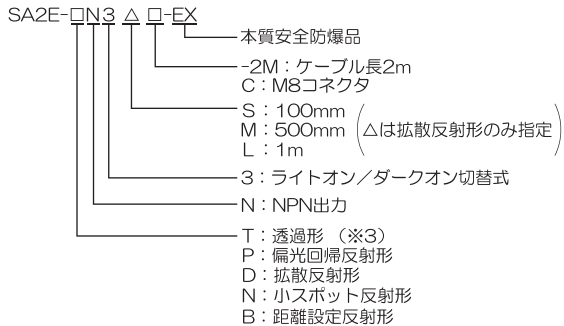 SA2E-□N3 △ □-EX
本質安全防爆品
-2M：ケーブル長2m
C：M8コネクタ
S：100mm
M：500mm（△は拡散反射形のみ指定）
L：1m
3：ライトオン／ダークオン切替式
N：NPN出力
T：透過形 （※3）
P：偏光回帰反射形
D：拡散反射形
N：小スポット反射形
B：距離設定反射形